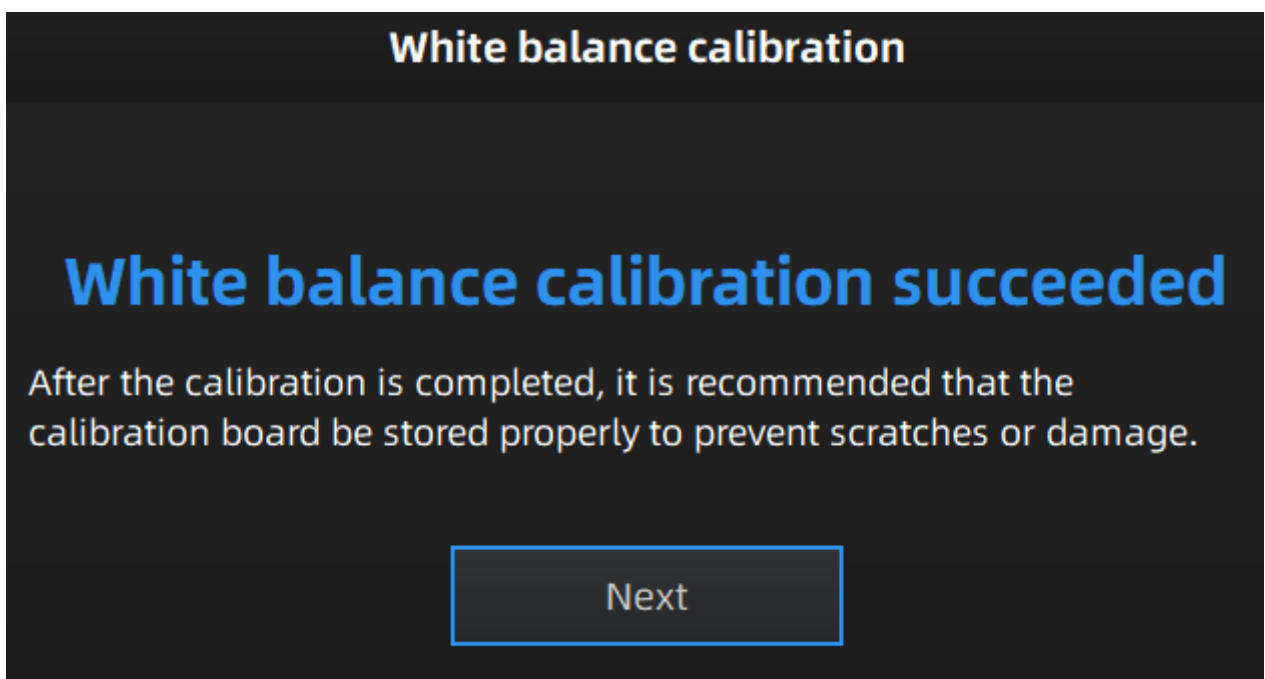 White balance calibration
White balance calibration succeeded
After the calibration is completed, it is recommended that the
calibration board be stored properly to prevent scratches or damage.
Next